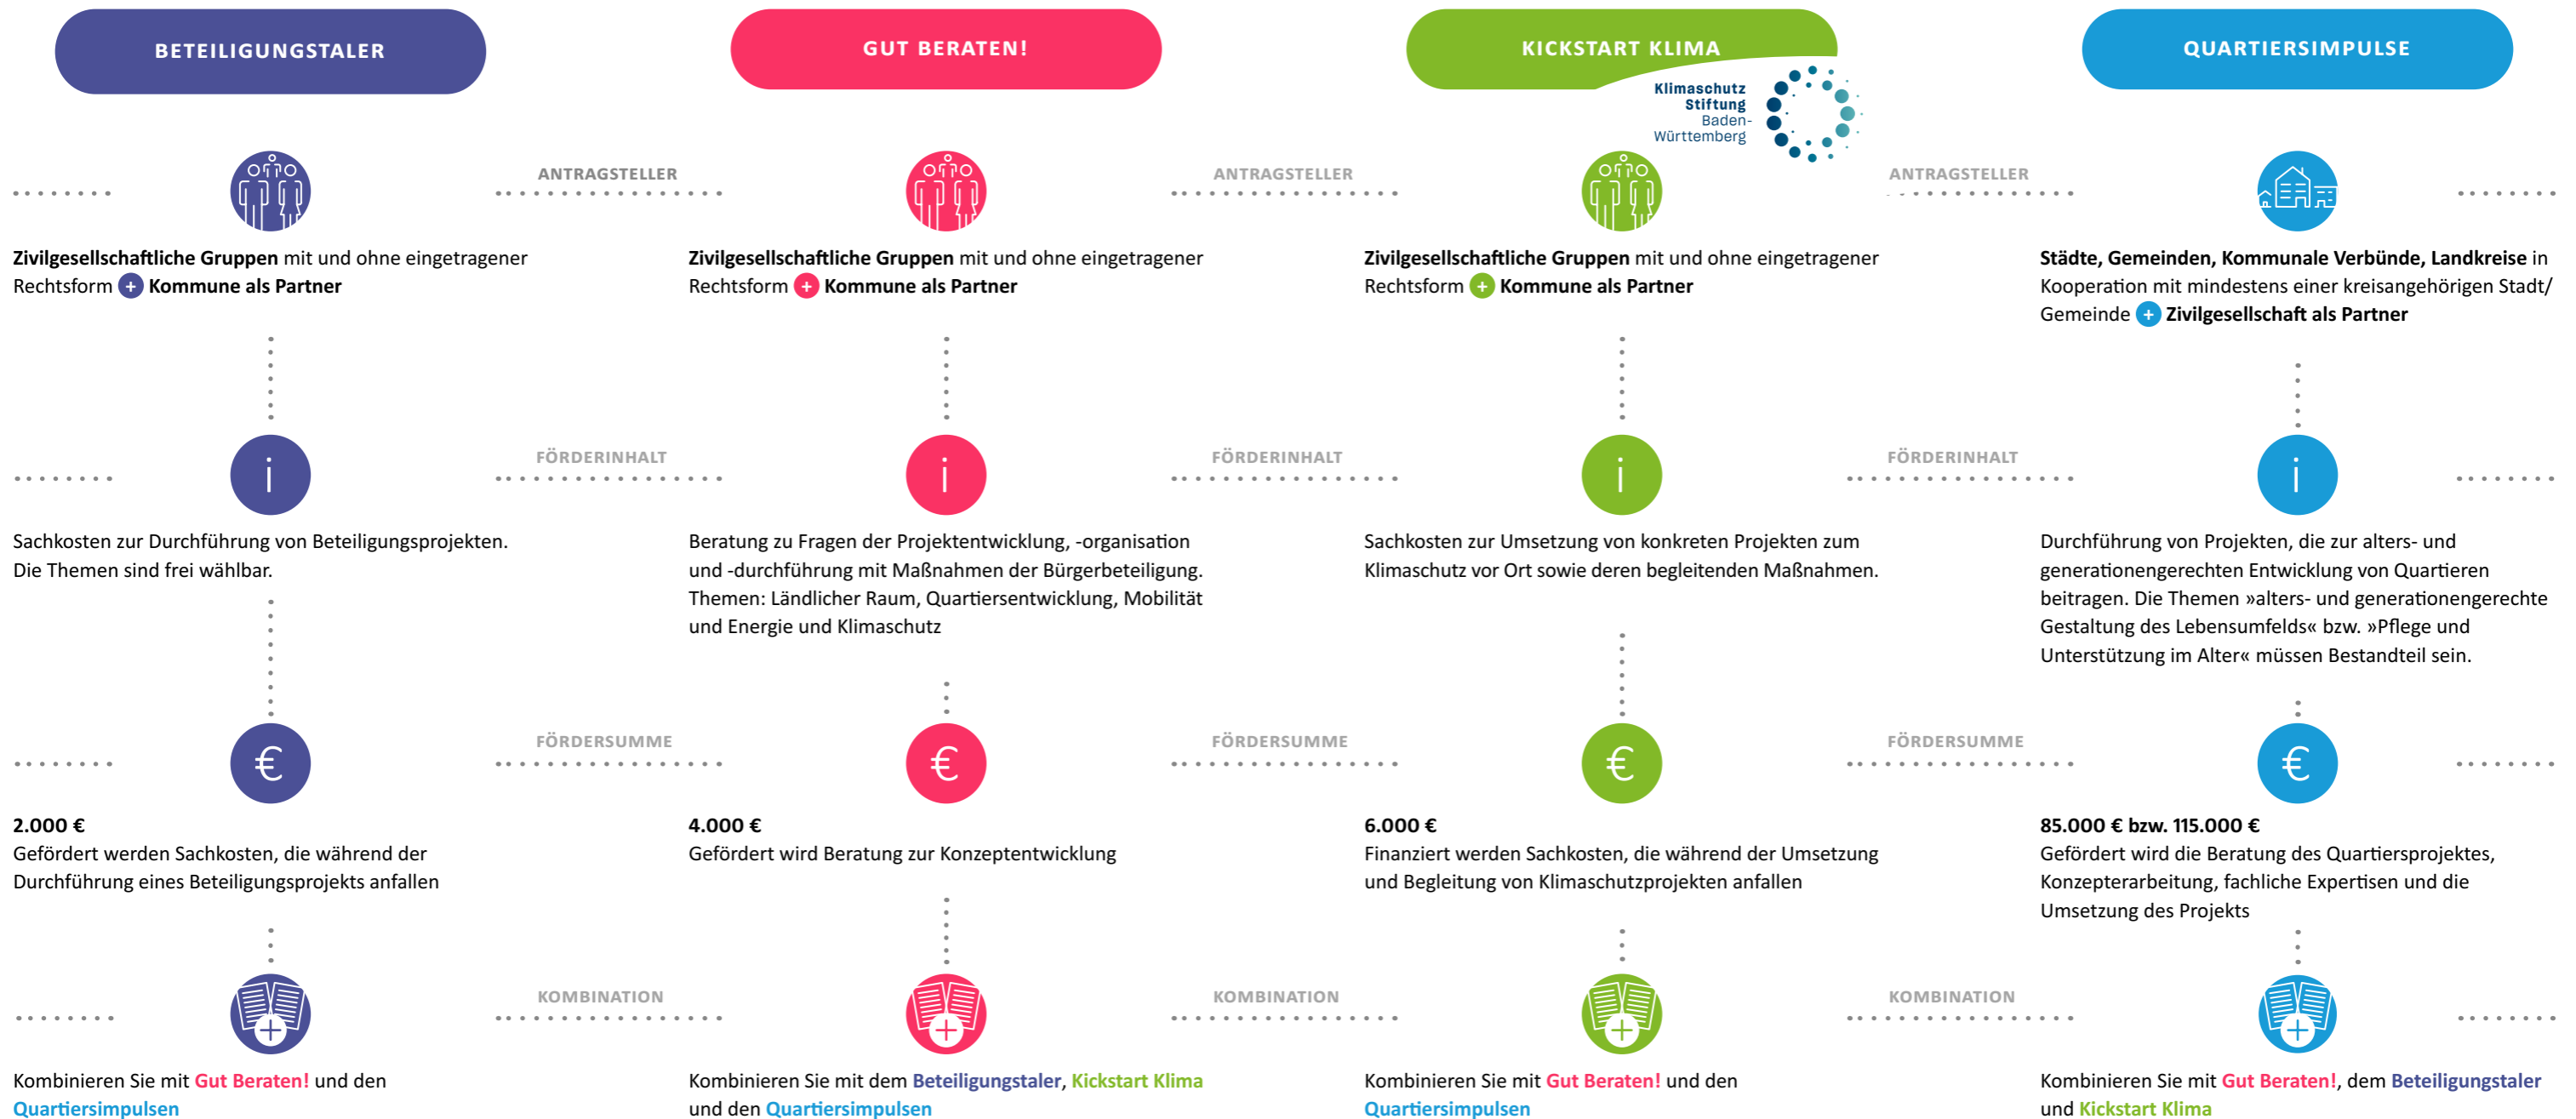 BETEILIGUNGSTALER
GUT BERATEN!
KICKSTART KLIMA
QUARTIERSIMPULSE
Klimaschutz
Stiftung
Baden-
Württemberg
ANTRAGSTELLER
ANTRAGSTELLER
ANTRAGSTELLER
Zivilgesellschaftliche Gruppen mit und ohne eingetragener
Rechtsform + Kommune als Partner
Zivilgesellschaftliche Gruppen mit und ohne eingetragener
Rechtsform + Kommune als Partner
Zivilgesellschaftliche Gruppen mit und ohne eingetragener
Rechtsform + Kommune als Partner
Städte, Gemeinden, Kommunale Verbünde, Landkreise in
Kooperation mit mindestens einer kreisangehörigen Stadt/
Gemeinde + Zivilgesellschaft als Partner
i
FÖRDERINHALT
i
FÖRDERINHALT
i
FÖRDERINHALT
i
Sachkosten zur Durchführung von Beteiligungsprojekten.
Die Themen sind frei wählbar.
Beratung zu Fragen der Projektentwicklung, -organisation
und -durchführung mit Maßnahmen der Bürgerbeteiligung.
Themen: Ländlicher Raum, Quartiersentwicklung, Mobilität
und Energie und Klimaschutz
Sachkosten zur Umsetzung von konkreten Projekten zum
Klimaschutz vor Ort sowie deren begleitenden Maßnahmen.
Durchführung von Projekten, die zur alters- und
generationengerechten Entwicklung von Quartieren
beitragen. Die Themen »alters- und generationengerechte
Gestaltung des Lebensumfelds« bzw. »Pflege und
Unterstützung im Alter« müssen Bestandteil sein.
€
FÖRDERSUMME
€
FÖRDERSUMME
€
FÖRDERSUMME
€
2.000 €
Gefördert werden Sachkosten, die während der
Durchführung eines Beteiligungsprojekts anfallen
4.000 €
Gefördert wird Beratung zur Konzeptentwicklung
6.000 €
Finanziert werden Sachkosten, die während der Umsetzung
und Begleitung von Klimaschutzprojekten anfallen
85.000 € bzw. 115.000 €
Gefördert wird die Beratung des Quartiersprojektes,
Konzepterarbeitung, fachliche Expertisen und die
Umsetzung des Projekts
KOMBINATION
KOMBINATION
KOMBINATION
Kombinieren Sie mit Gut Beraten! und den
Quartiersimpulsen
Kombinieren Sie mit dem Beteiligungstaler, Kickstart Klima
und den Quartiersimpulsen
Kombinieren Sie mit Gut Beraten! und den
Quartiersimpulsen
Kombinieren Sie mit Gut Beraten!, dem Beteiligungstaler
und Kickstart Klima